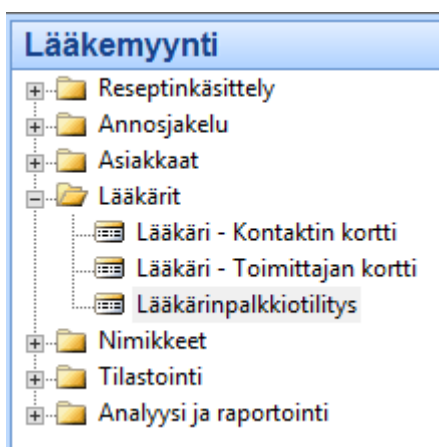 Lääkemyynti
Reseptinkäsittely
Annosjakelu
Asiakkaat
Lääkärit
Lääkäri - Kontaktin kortti
Lääkäri - Toimittajan kortti
Lääkärinpalkkiotilitys
Nimikkeet
Tilastointi
Analyysi ja raportointi